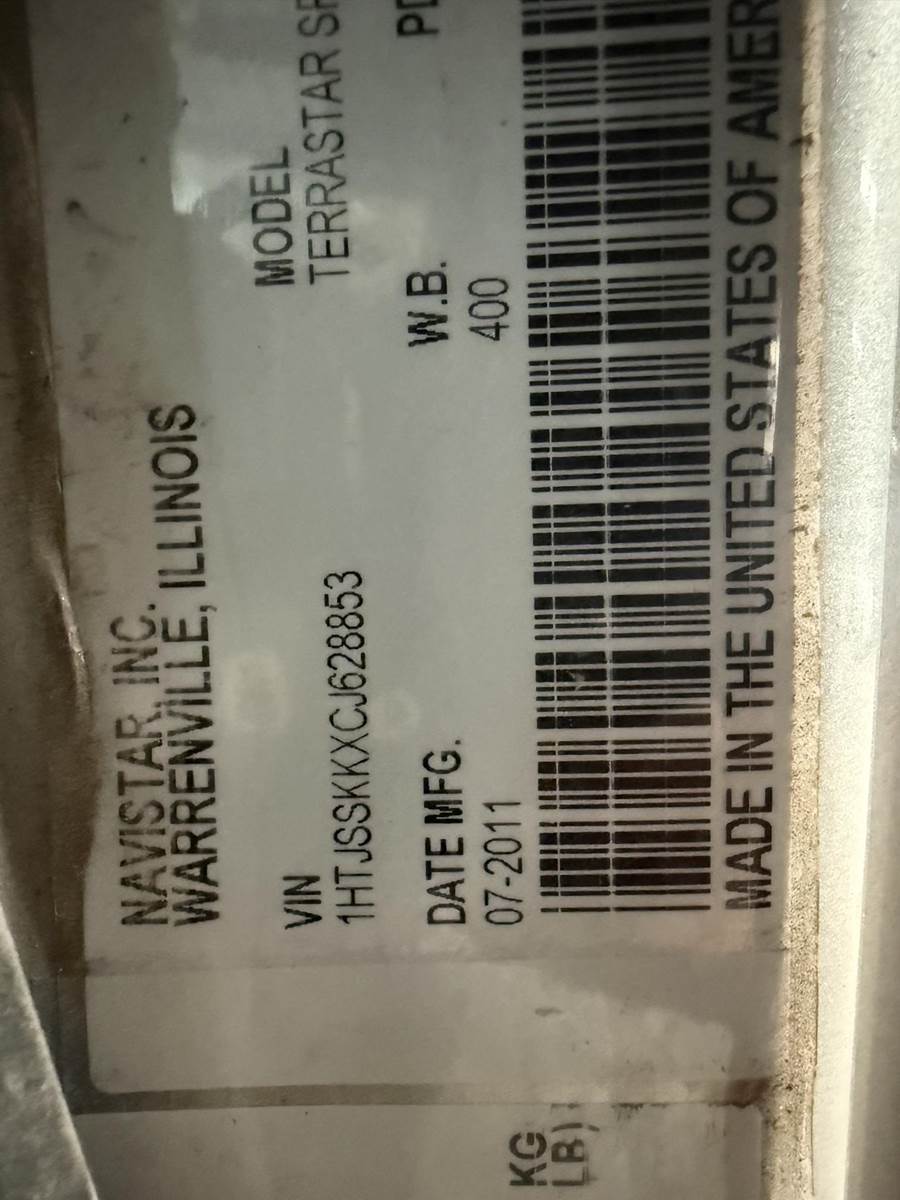 NAVISTAR, INC.
WARRENVILLE, ILLINOIS
VIN
1HTJSSKKXCJ628853
MODEL
TERRASTAR
DATE MFG.
07-2011
W.B.
400
MADE IN THE UNITED STATES OF AMER
KG
LB)